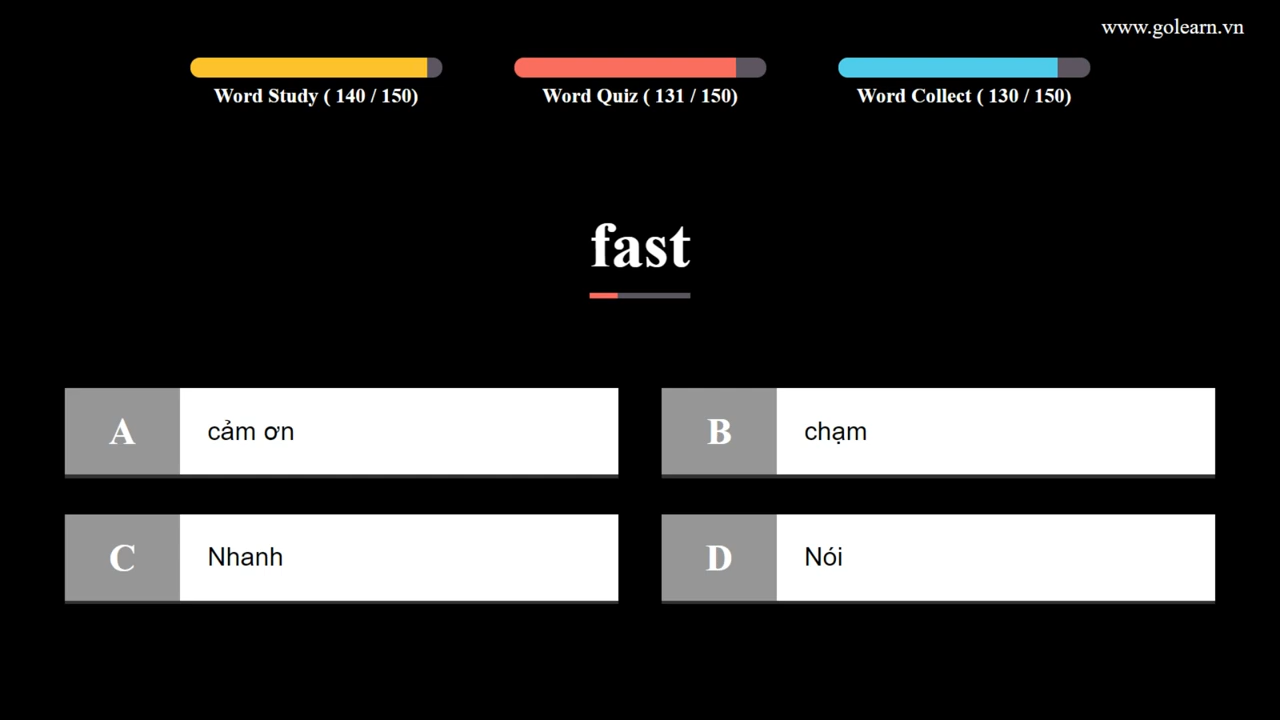 www.golearn.vn
Word Study ( 140 / 150)
Word Quiz ( 131 / 150)
Word Collect ( 130 / 150)
fast
A cảm ơn
B chạm
C Nhanh
D Nói